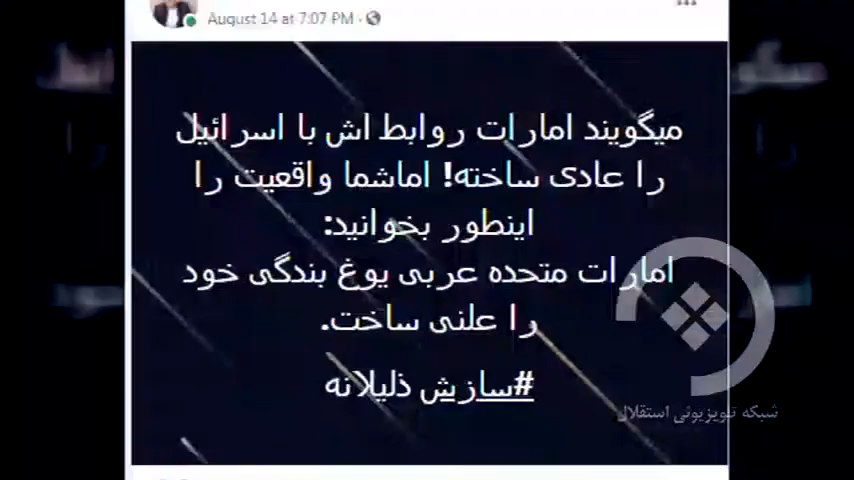 August 14 at 7:07 PM
میگویند امارات روابط اش با اسرائیل
را عادی ساخته! اماشما واقعیت را
اینطور بخوانید:
امارات متحده عربی یوغ بندگی خود
را علنی ساخت.
#سازش ذلیلانه
شبکه تلویزیونی استقلال